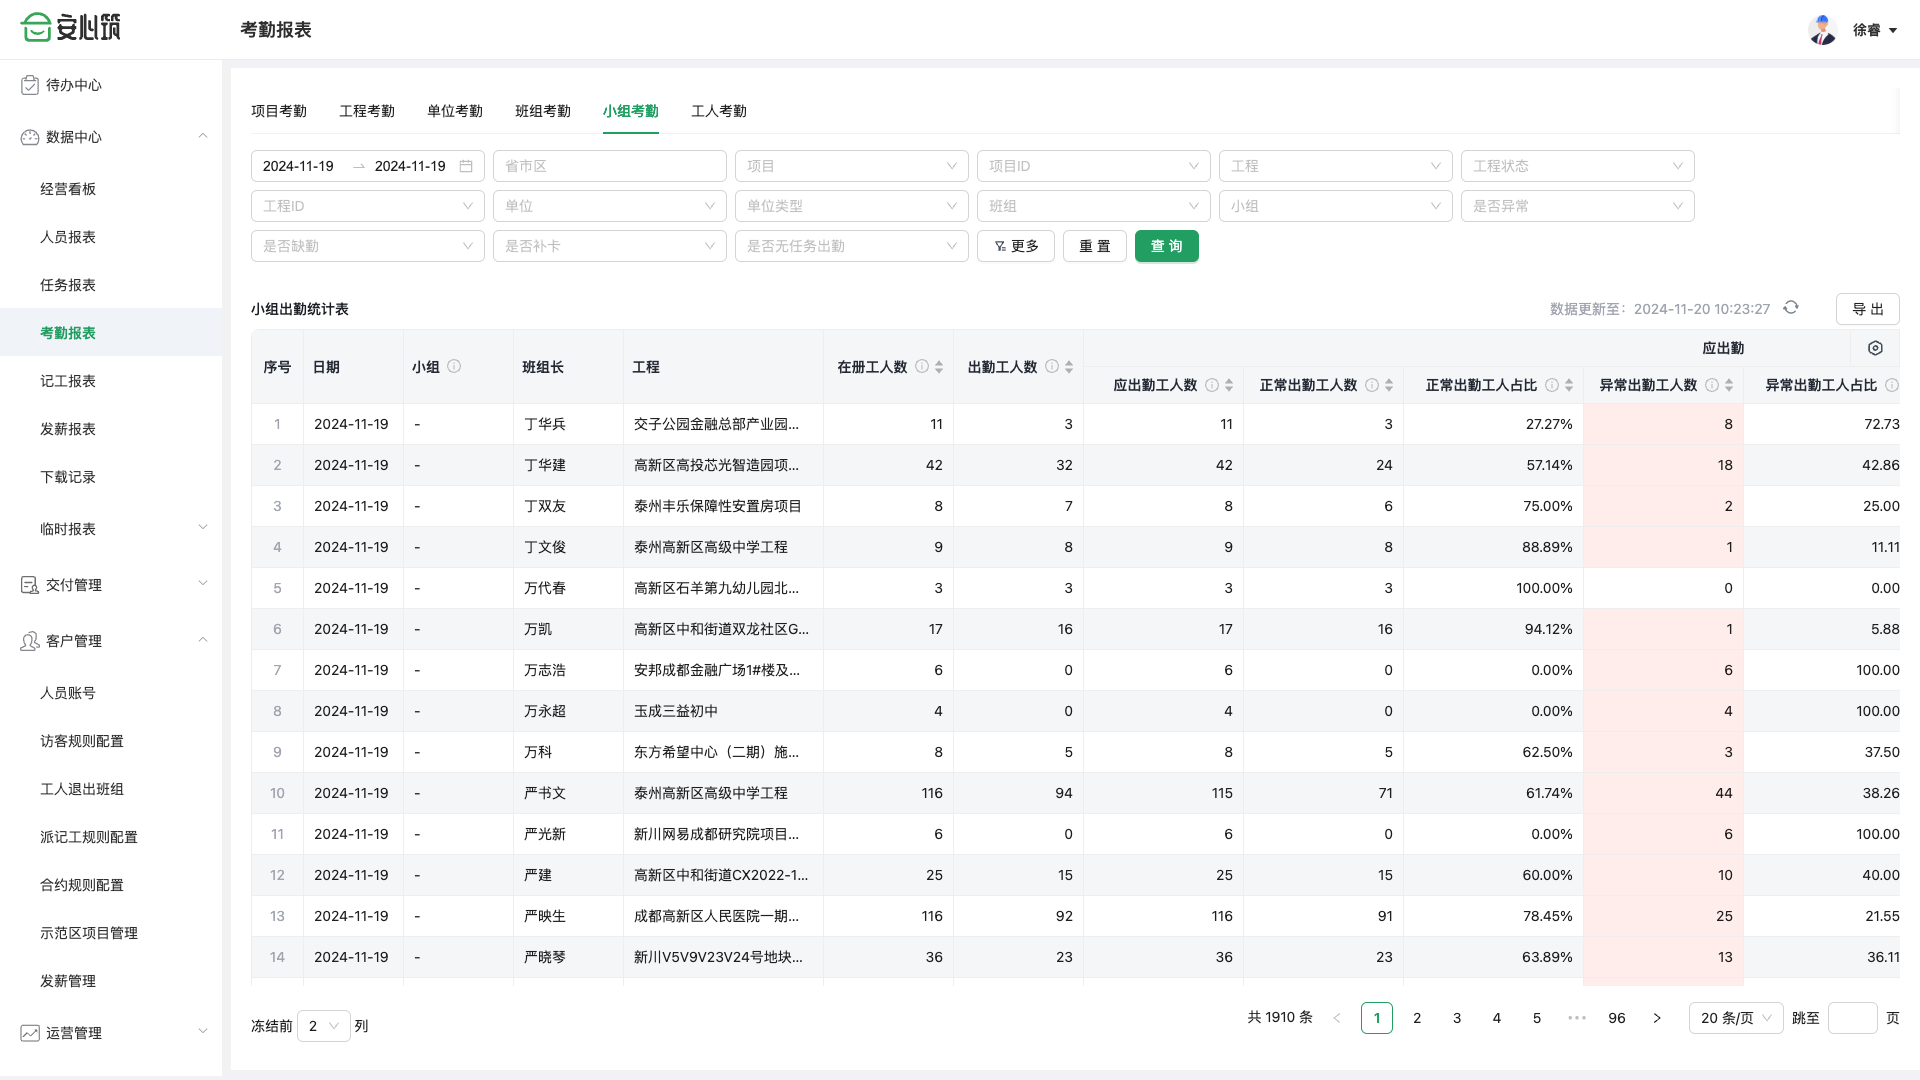 安心筑
考勤报表
徐睿
待办中心
数据中心
经营看板
人员报表
任务报表
考勤报表
记工报表
发薪报表
下载记录
临时报表
交付管理
客户管理
人员账号
访客规则配置
工人退出班组
派记工规则配置
合约规则配置
示范区项目管理
发薪管理
运营管理
项目考勤 工程考勤 单位考勤 班组考勤 小组考勤 工人考勤
2024-11-19 → 2024-11-19 省市区 项目 项目ID 工程 工程状态
工程ID 单位 单位类型 班组 小组 是否异常
是否缺勤 是否补卡 是否无任务出勤 更多 重 置 查 询
小组出勤统计表 数据更新至：2024-11-20 10:23:27 导 出
序号 日期 小组 班组长 工程 在册工人数 出勤工人数 应出勤
应出勤工人数 正常出勤工人数 正常出勤工人占比 异常出勤工人数 异常出勤工人占比
1 2024-11-19 - 丁华兵 交子公园金融总部产业园... 11 3 11 3 27.27% 8 72.73
2 2024-11-19 - 丁华建 高新区高投芯光智造园项... 42 32 42 24 57.14% 18 42.86
3 2024-11-19 - 丁双友 泰州丰乐保障性安置房项目 8 7 8 6 75.00% 2 25.00
4 2024-11-19 - 丁文俊 泰州高新区高级中学工程 9 8 9 8 88.89% 1 11.11
5 2024-11-19 - 万代春 高新区石羊第九幼儿园北... 3 3 3 3 100.00% 0 0.00
6 2024-11-19 - 万凯 高新区中和街道双龙社区G... 17 16 17 16 94.12% 1 5.88
7 2024-11-19 - 万志浩 安邦成都金融广场1#楼及... 6 0 6 0 0.00% 6 100.00
8 2024-11-19 - 万永超 玉成三益初中 4 0 4 0 0.00% 4 100.00
9 2024-11-19 - 万科 东方希望中心（二期）施... 8 5 8 5 62.50% 3 37.50
10 2024-11-19 - 严书文 泰州高新区高级中学工程 116 94 115 71 61.74% 44 38.26
11 2024-11-19 - 严光新 新川网易成都研究院项目... 6 0 6 0 0.00% 6 100.00
12 2024-11-19 - 严建 高新区中和街道CX2022-1... 25 15 25 15 60.00% 10 40.00
13 2024-11-19 - 严映生 成都高新区人民医院一期... 116 92 116 91 78.45% 25 21.55
14 2024-11-19 - 严晓琴 新川V5V9V23V24号地块... 36 23 36 23 63.89% 13 36.11
冻结前 2 列 共 1910 条 < 1 2 3 4 5 ••• 96 > 20 条/页 跳至 页